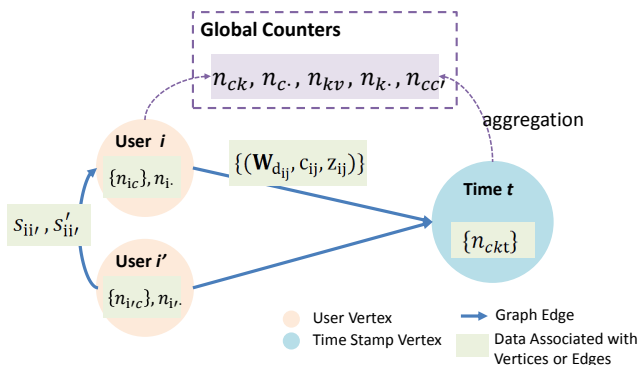 Global Counters
n_{ck}, n_{c·}, n_{kv}, n_{k·}, n_{cc′}
aggregation
User i
{n_{ic}}, n_{i·}
{(W_{d_{ij}}, c_{ij}, z_{ij})}
Time t
{n_{ckt}}
s_{ii′}, s′_{ii′}
User i’
{n_{i′c}}, n_{i′·}
User Vertex
Time Stamp Vertex
Graph Edge
Data Associated with
Vertices or Edges